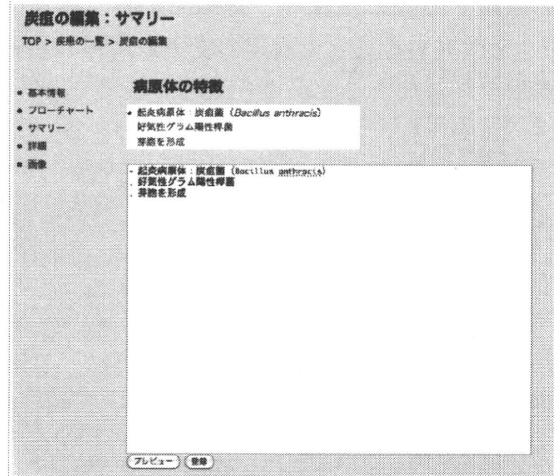 炭疽の編集：サマリー
TOP > 疾患の一覧 > 炭疽の編集
基本情報
フローチャート
サマリー
詳細
画像
病原体の特徴
起炎病原体：炭疽菌（Bacillus anthracis）
好気性グラム陽性桿菌
芽胞を形成
- 起炎病原体：炭疽菌（Bacillus anthracis）
. 好気性グラム陽性桿菌
. 芽胞を形成
プレビュー 登録